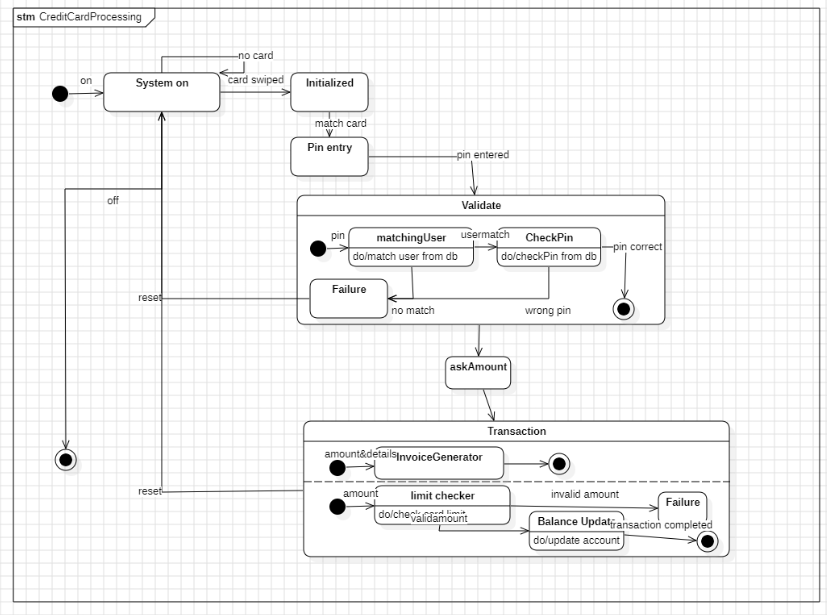 stm CreditCardProcessing
no card
on
System on
card swiped
Initialized
match card
Pin entry
pin entered
off
Validate
pin
matchingUser
usermatch
CheckPin
do/match user from db
do/checkPin from db
pin correct
Failure
reset
no match
wrong pin
askAmount
Transaction
amount&details
InvoiceGenerator
reset
amount
limit checker
invalid amount
Failure
do/check card limit
validamount
Balance Updat
transaction completed
do/update account